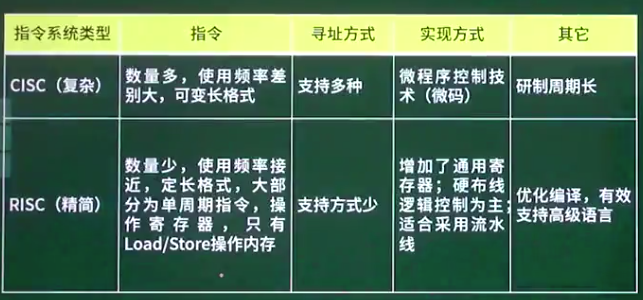 指令系统类型 指令 寻址方式 实现方式 其它
CISC（复杂）
数量多，使用频率差
别大，可变长格式
支持多种
微程序控制技
术（微码）
研制周期长
RISC（精简）
数量少，使用频率接
近，定长格式，大部
分为单周期指令，操
作寄存器，只有
Load/Store操作内存
支持方式少
增加了通用寄
存器；硬布线
逻辑控制为主；
适合采用流水
线
优化编译，有效
支持高级语言